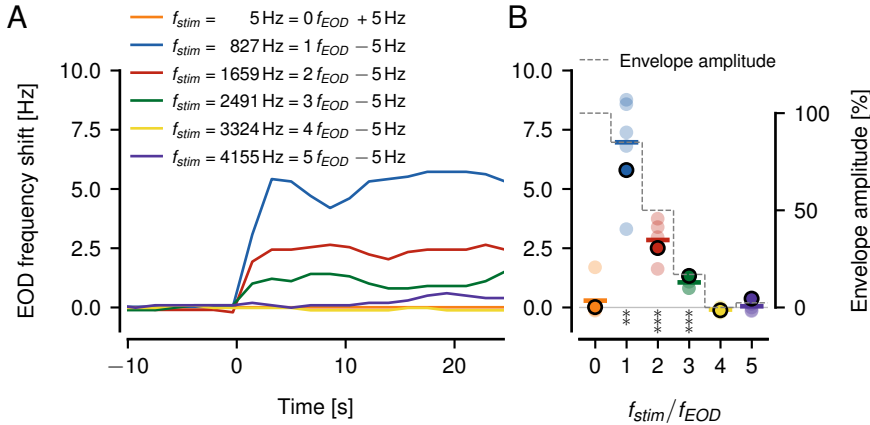 A
f_stim = 5 Hz = 0 f_EOD + 5 Hz
f_stim = 827 Hz = 1 f_EOD − 5 Hz
f_stim = 1659 Hz = 2 f_EOD − 5 Hz
f_stim = 2491 Hz = 3 f_EOD − 5 Hz
f_stim = 3324 Hz = 4 f_EOD − 5 Hz
f_stim = 4155 Hz = 5 f_EOD − 5 Hz
EOD frequency shift [Hz]
10.0
7.5
5.0
2.5
0.0
−10
0
10
20
Time [s]
B
Envelope amplitude
10.0
7.5
5.0
2.5
0.0
100
50
0
Envelope amplitude [%]
**
***
***
0 1 2 3 4 5
f_stim / f_EOD